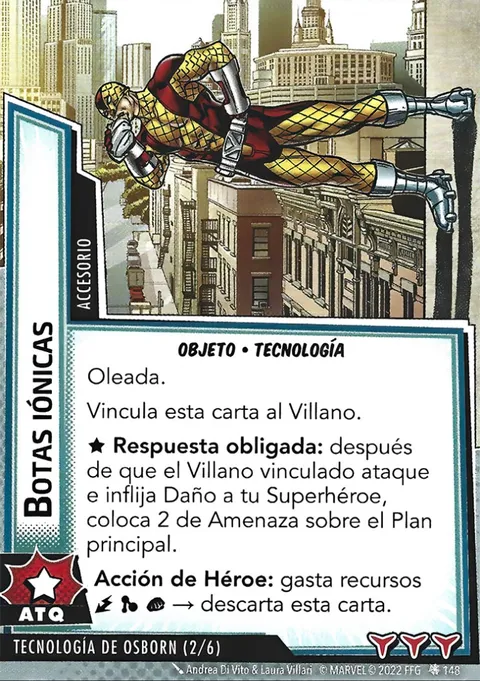 ACCESORIO
BOTAS IÓNICAS
OBJETO • TECNOLOGÍA
Oleada.
Vincula esta carta al Villano.
★ Respuesta obligada: después
de que el Villano vinculado ataque
e inflija Daño a tu Superhéroe,
coloca 2 de Amenaza sobre el Plan
principal.
Acción de Héroe: gasta recursos
→ descarta esta carta.
ATQ
TECNOLOGÍA DE OSBORN (2/6)
Andrea Di Vito & Laura Villari © MARVEL © 2022 FFG 148